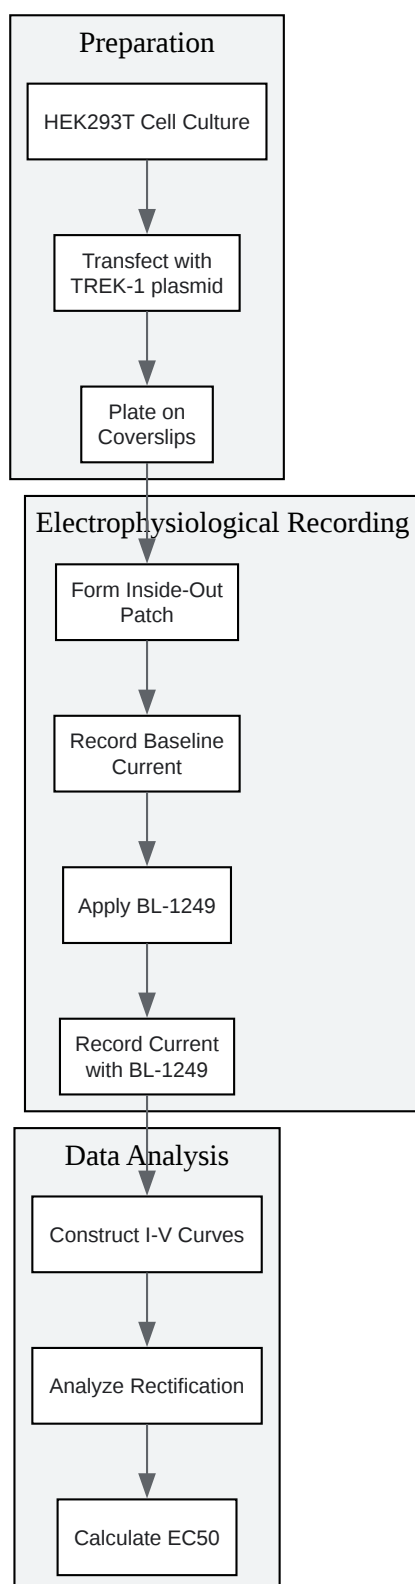 Preparation
HEK293T Cell Culture
Transfect with
TREK-1 plasmid
Plate on
Coverslips
Electrophysiological Recording
Form Inside-Out
Patch
Record Baseline
Current
Apply BL-1249
Record Current
with BL-1249
Data Analysis
Construct I-V Curves
Analyze Rectification
Calculate EC50